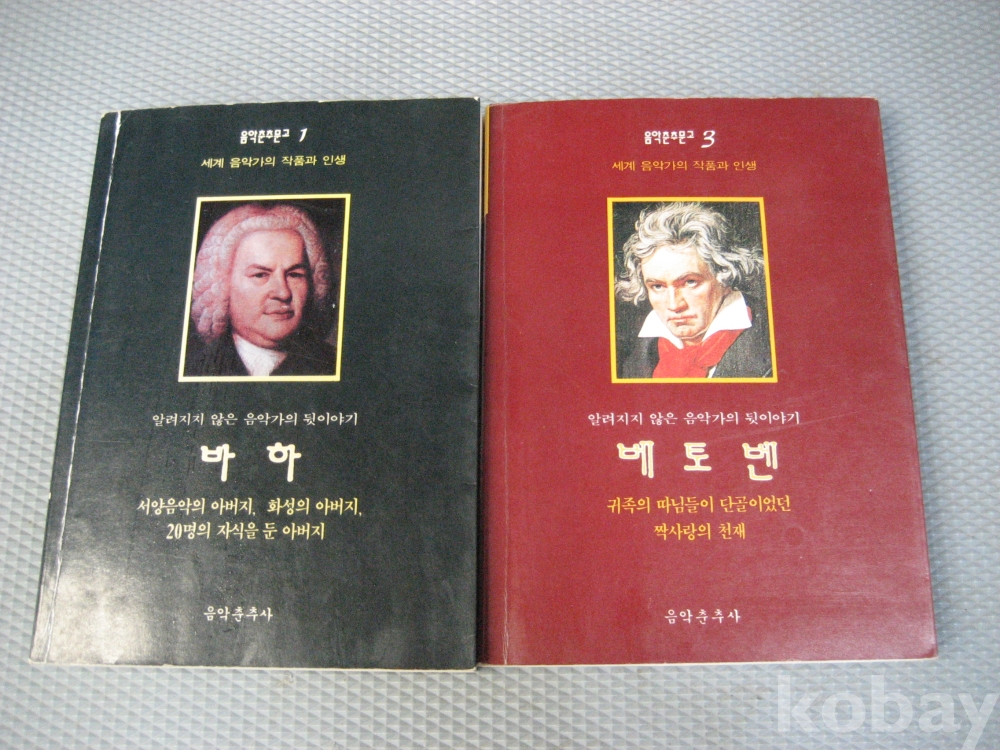 음악춘추문고 1
세계 음악가의 작품과 인생
알려지지 않은 음악가의 뒷이야기
바 하
서양음악의 아버지, 화성의 아버지,
20명의 자식을 둔 아버지
음악춘추사
음악춘추문고 3
세계 음악가의 작품과 인생
알려지지 않은 음악가의 뒷이야기
베 토 벤
귀족의 따님들이 단골이었던
짝사랑의 천재
음악춘추사
kobay